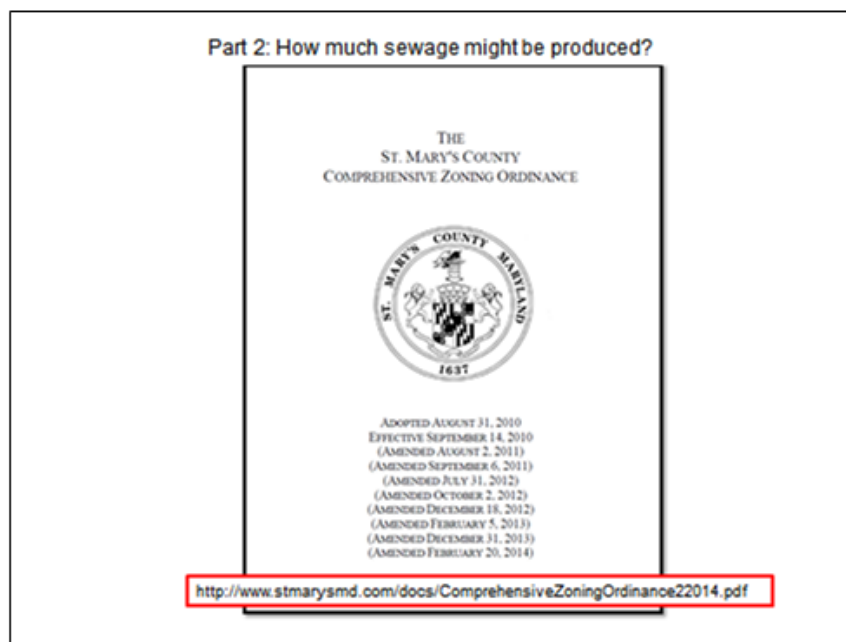 Part 2: How much sewage might be produced?
THE
ST. MARY'S COUNTY
COMPREHENSIVE ZONING ORDINANCE
ST. MARY'S COUNTY MARYLAND
1637
ADOPTED AUGUST 31, 2010
EFFECTIVE SEPTEMBER 14, 2010
(AMENDED AUGUST 2, 2011)
(AMENDED SEPTEMBER 6, 2011)
(AMENDED JULY 31, 2012)
(AMENDED OCTOBER 2, 2012)
(AMENDED DECEMBER 18, 2012)
(AMENDED FEBRUARY 5, 2013)
(AMENDED DECEMBER 31, 2013)
(AMENDED FEBRUARY 20, 2014)
http://www.stmarysmd.com/docs/ComprehensiveZoningOrdinance22014.pdf